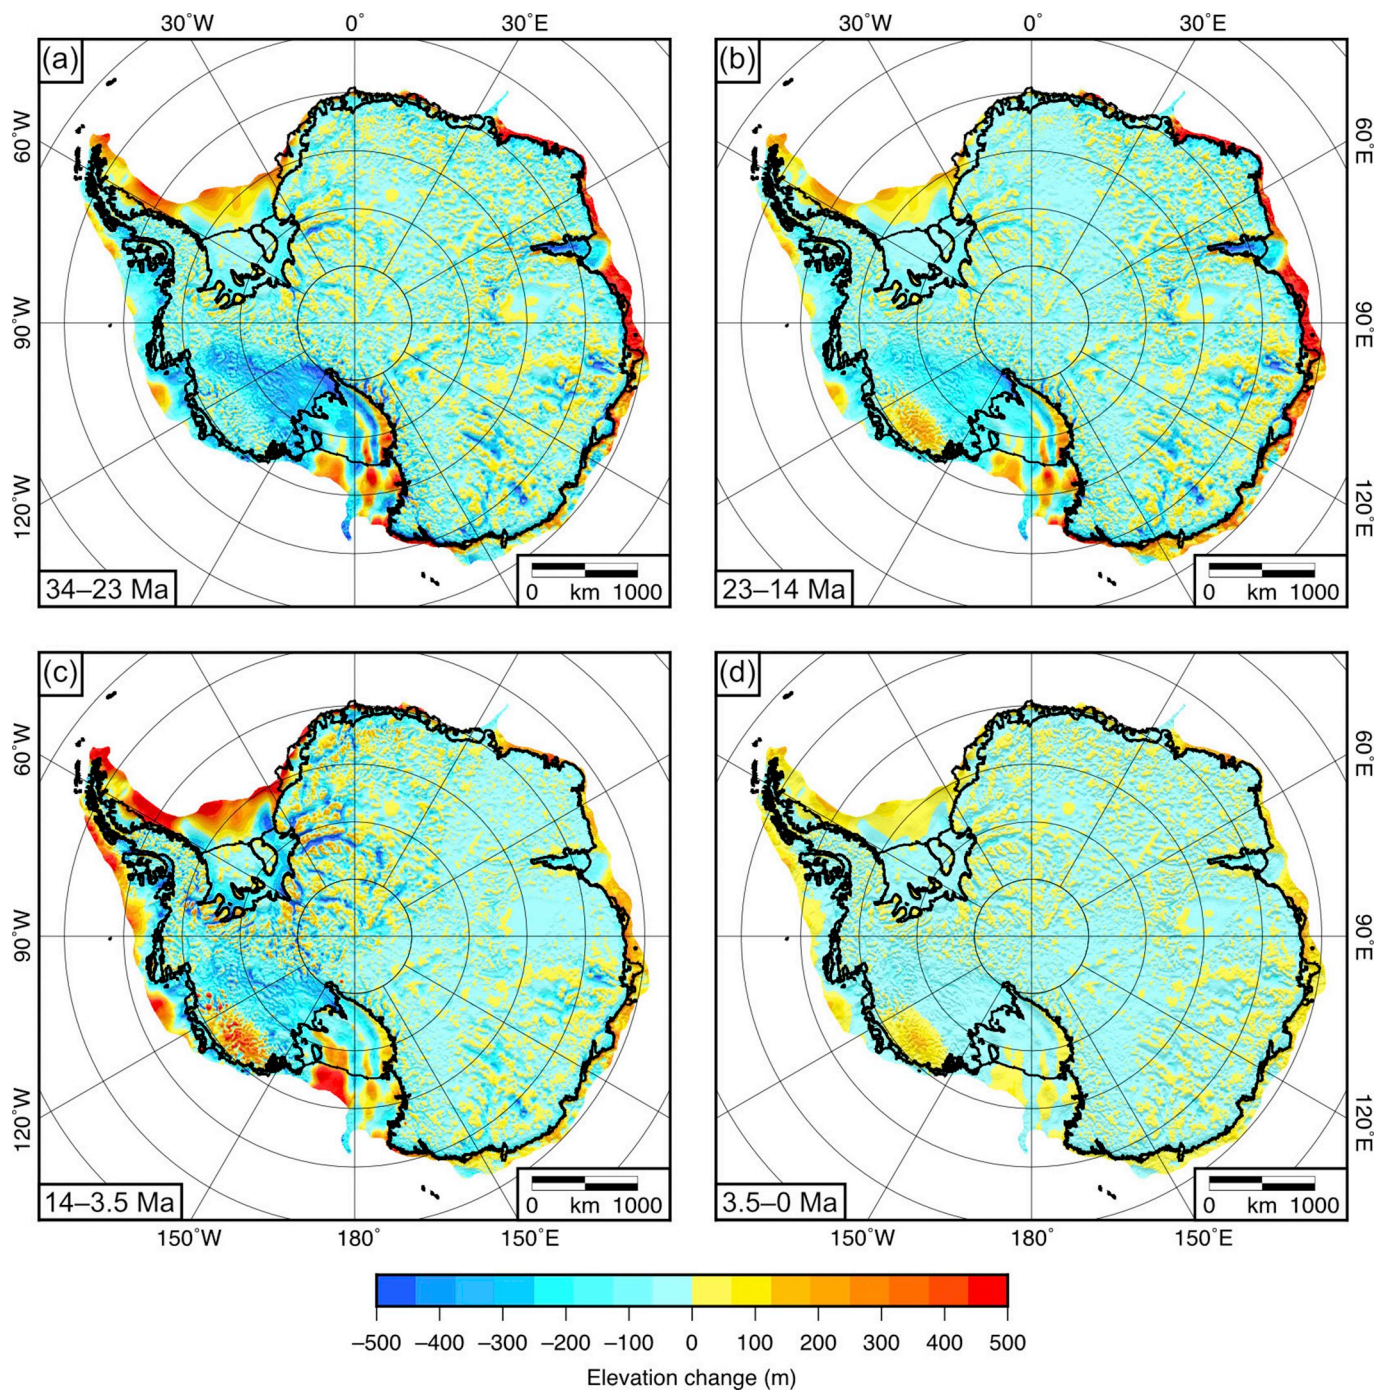 30˚W 0˚ 30˚E 30˚W 0˚ 30˚E
(a) (b)
60˚W 60˚E
90˚W 90˚E
120˚W 120˚E
34–23 Ma 0 km 1000 23–14 Ma 0 km 1000
(c) (d)
60˚W 60˚E
90˚W 90˚E
120˚W 120˚E
14–3.5 Ma 0 km 1000 3.5–0 Ma 0 km 1000
150˚W 180˚ 150˚E 150˚W 180˚ 150˚E
–500 –400 –300 –200 –100 0 100 200 300 400 500
Elevation change (m)